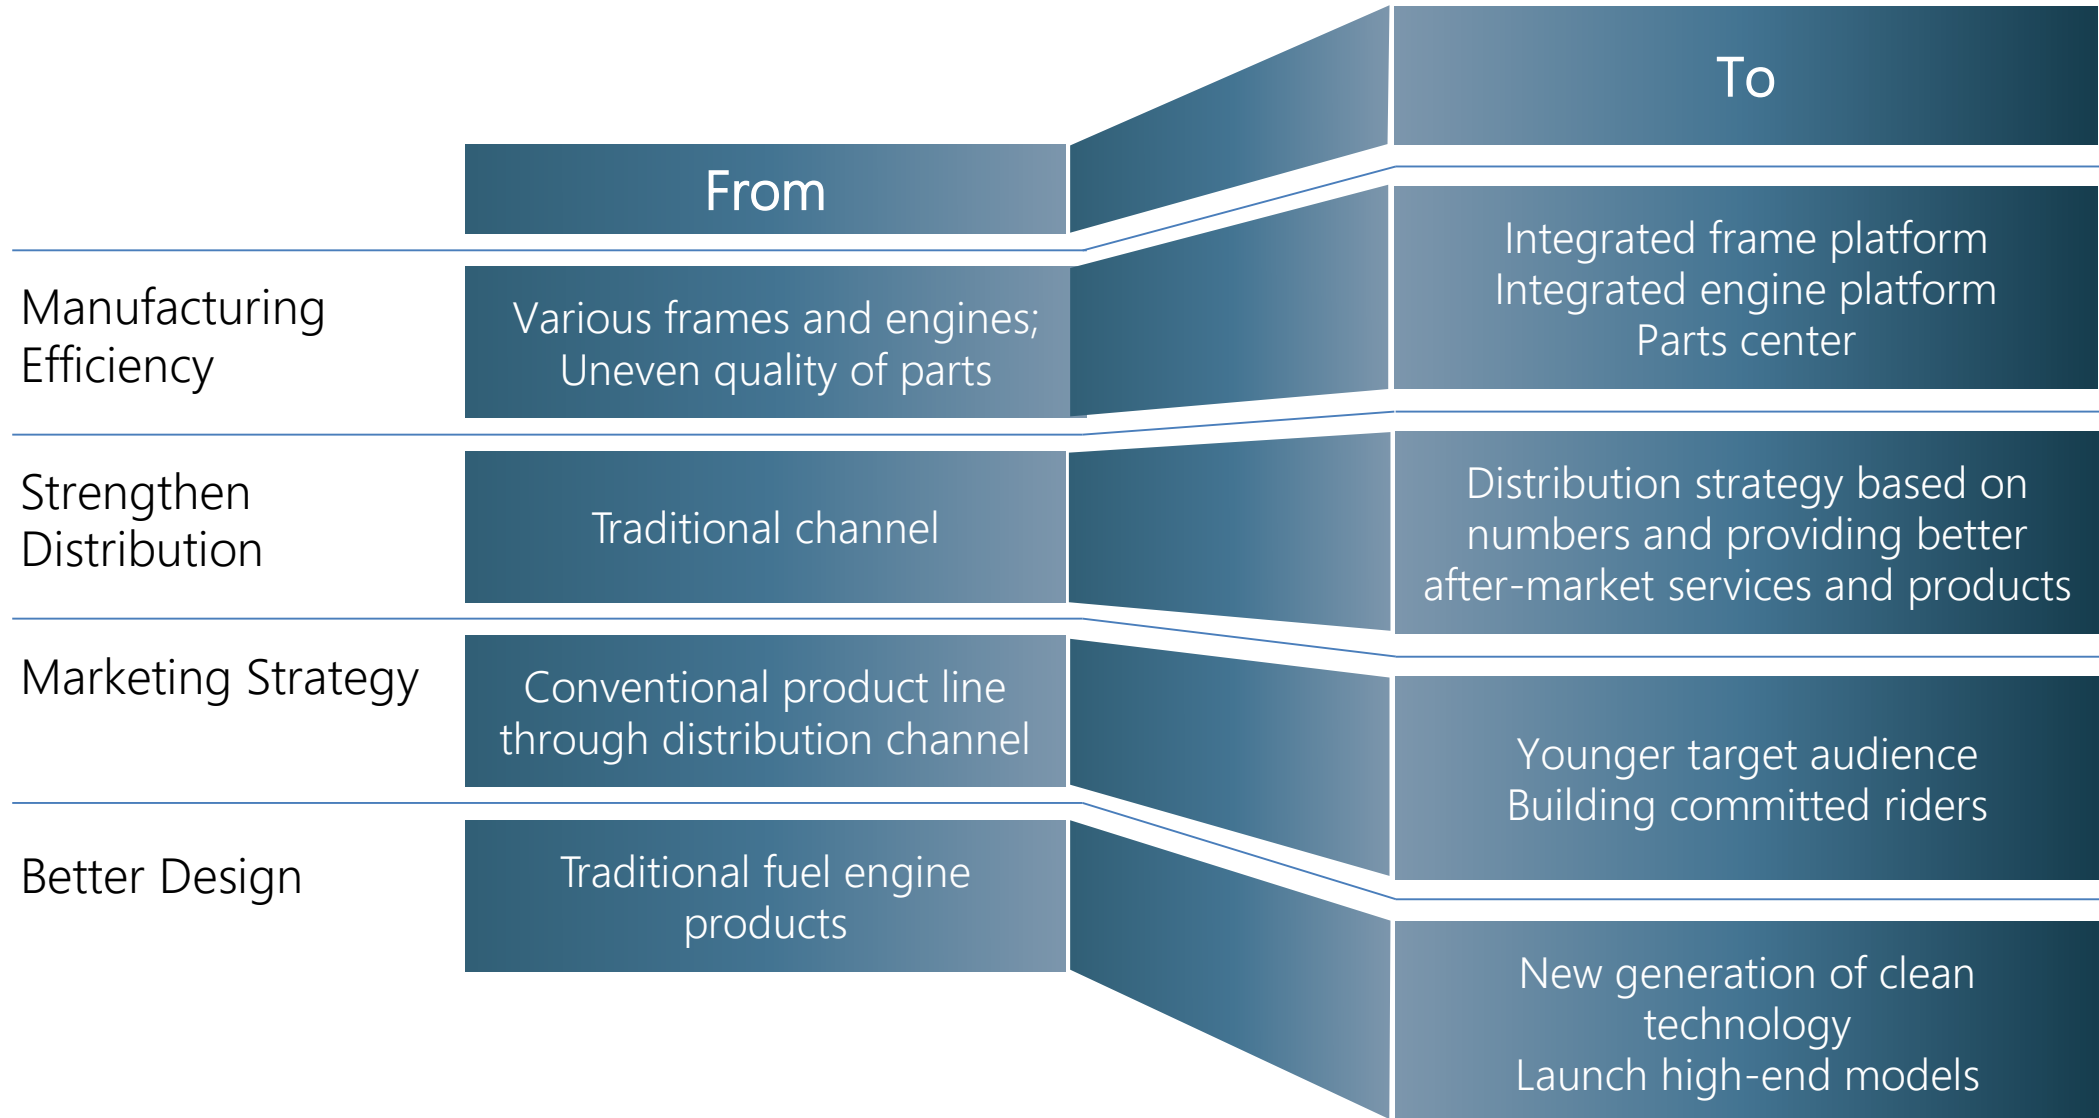 To
From
Manufacturing
Efficiency
Various frames and engines;
Uneven quality of parts
Integrated frame platform
Integrated engine platform
Parts center
Strengthen
Distribution
Traditional channel
Distribution strategy based on
numbers and providing better
after-market services and products
Marketing Strategy
Conventional product line
through distribution channel
Younger target audience
Building committed riders
Better Design
Traditional fuel engine
products
New generation of clean
technology
Launch high-end models